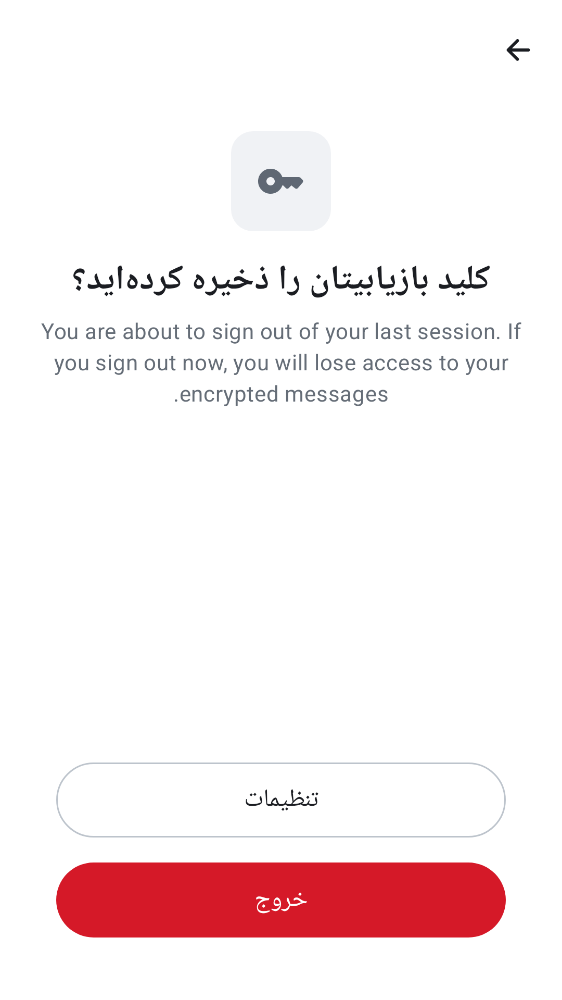 کلید بازیابیتان را ذخیره کرده‌اید؟
You are about to sign out of your last session. If
you sign out now, you will lose access to your
.encrypted messages
تنظیمات
خروج